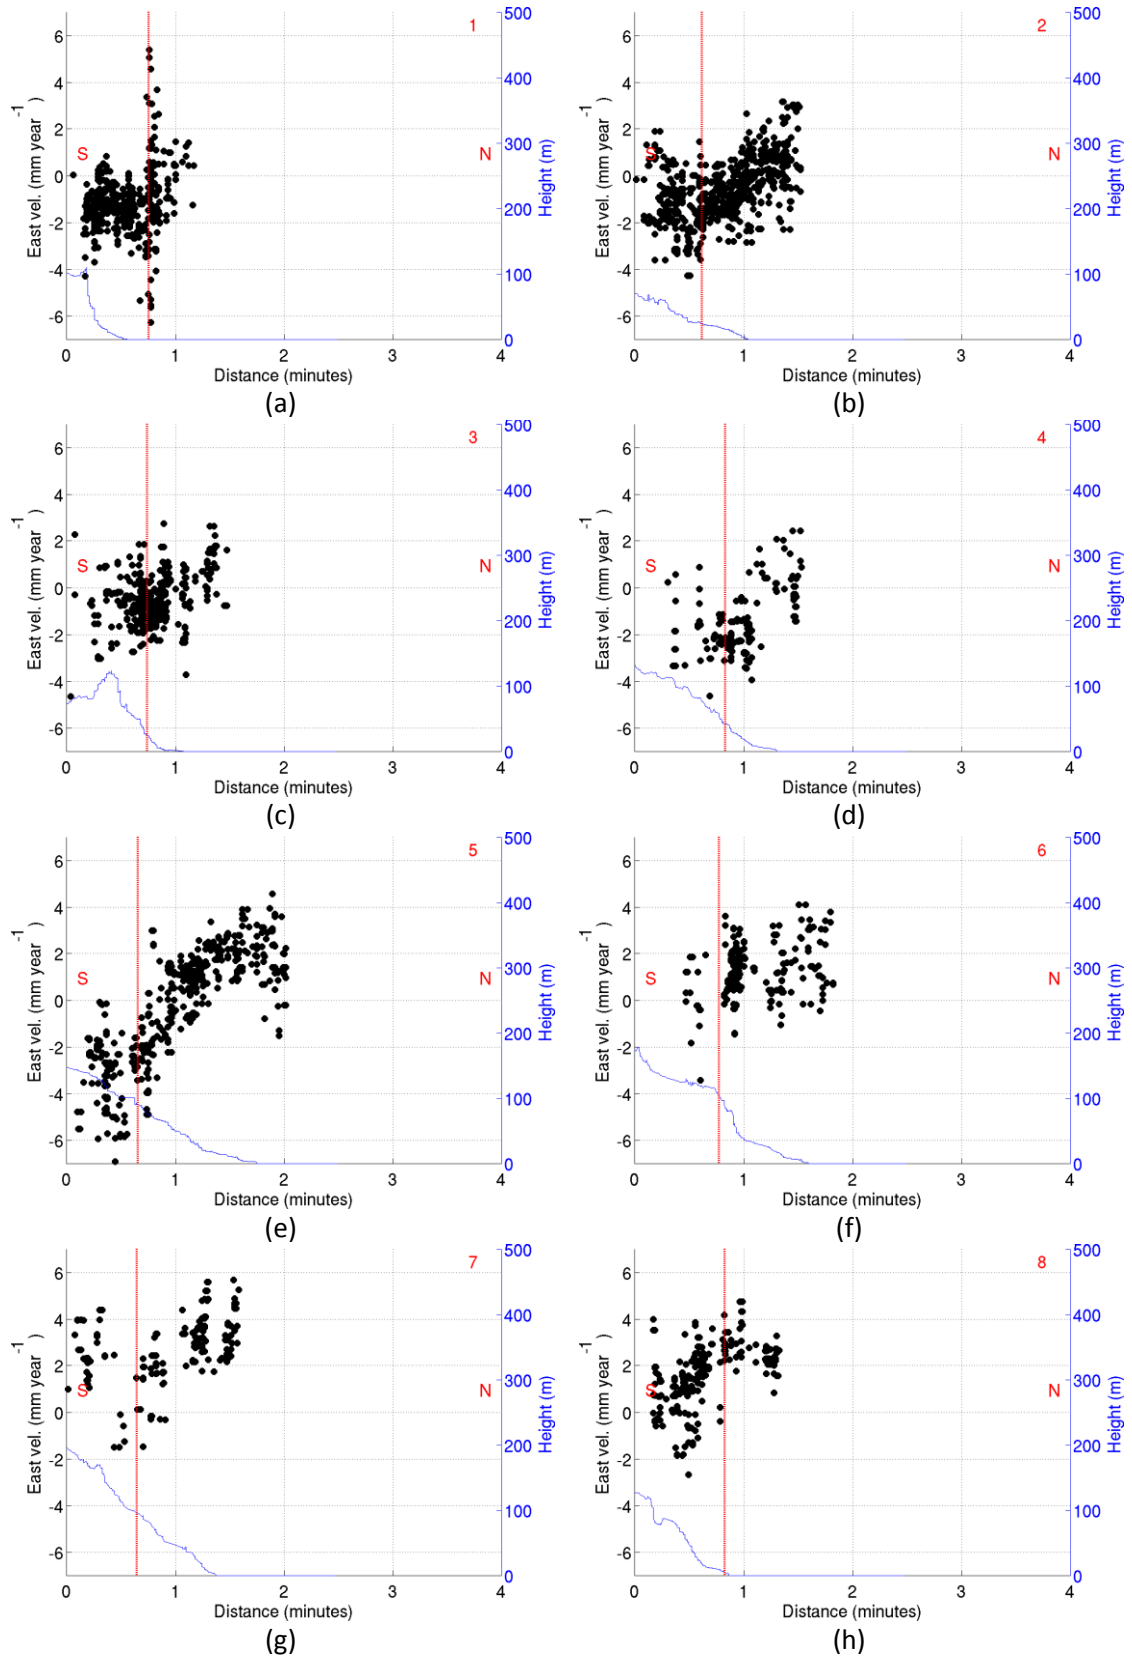 1
6 4 2 0 -2 -4 -6
East vel. (mm year⁻¹)
S N
500 400 300 200 100 0
Height (m)
0 1 2 3 4
Distance (minutes)
(a)
2
6 4 2 0 -2 -4 -6
East vel. (mm year⁻¹)
S N
500 400 300 200 100 0
Height (m)
0 1 2 3 4
Distance (minutes)
(b)
3
6 4 2 0 -2 -4 -6
East vel. (mm year⁻¹)
S N
500 400 300 200 100 0
Height (m)
0 1 2 3 4
Distance (minutes)
(c)
4
6 4 2 0 -2 -4 -6
East vel. (mm year⁻¹)
S N
500 400 300 200 100 0
Height (m)
0 1 2 3 4
Distance (minutes)
(d)
5
6 4 2 0 -2 -4 -6
East vel. (mm year⁻¹)
S N
500 400 300 200 100 0
Height (m)
0 1 2 3 4
Distance (minutes)
(e)
6
6 4 2 0 -2 -4 -6
East vel. (mm year⁻¹)
S N
500 400 300 200 100 0
Height (m)
0 1 2 3 4
Distance (minutes)
(f)
7
6 4 2 0 -2 -4 -6
East vel. (mm year⁻¹)
S N
500 400 300 200 100 0
Height (m)
0 1 2 3 4
Distance (minutes)
(g)
8
6 4 2 0 -2 -4 -6
East vel. (mm year⁻¹)
S N
500 400 300 200 100 0
Height (m)
0 1 2 3 4
Distance (minutes)
(h)